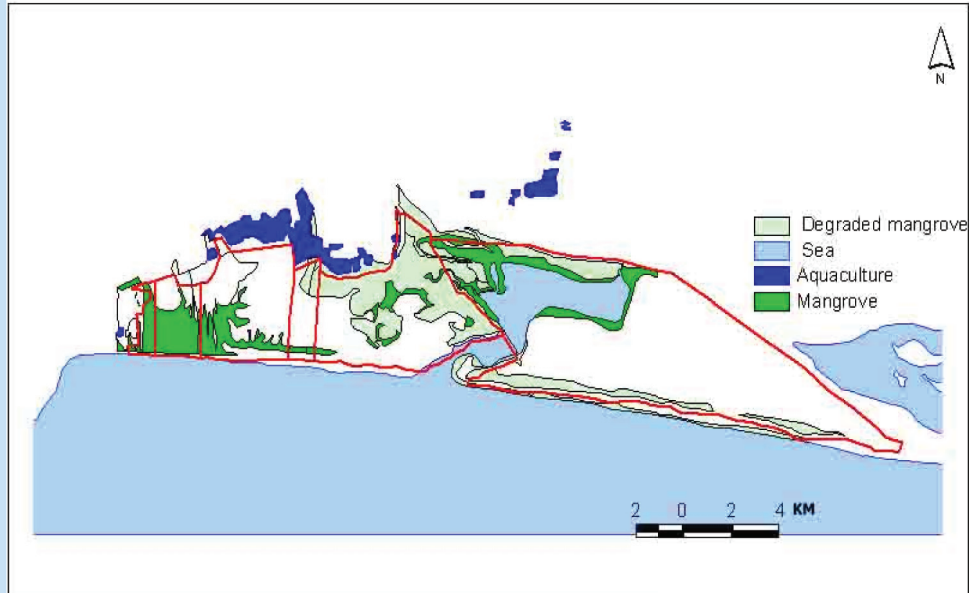 N
Degraded mangrove
Sea
Aquaculture
Mangrove
2 0 2 4 KM